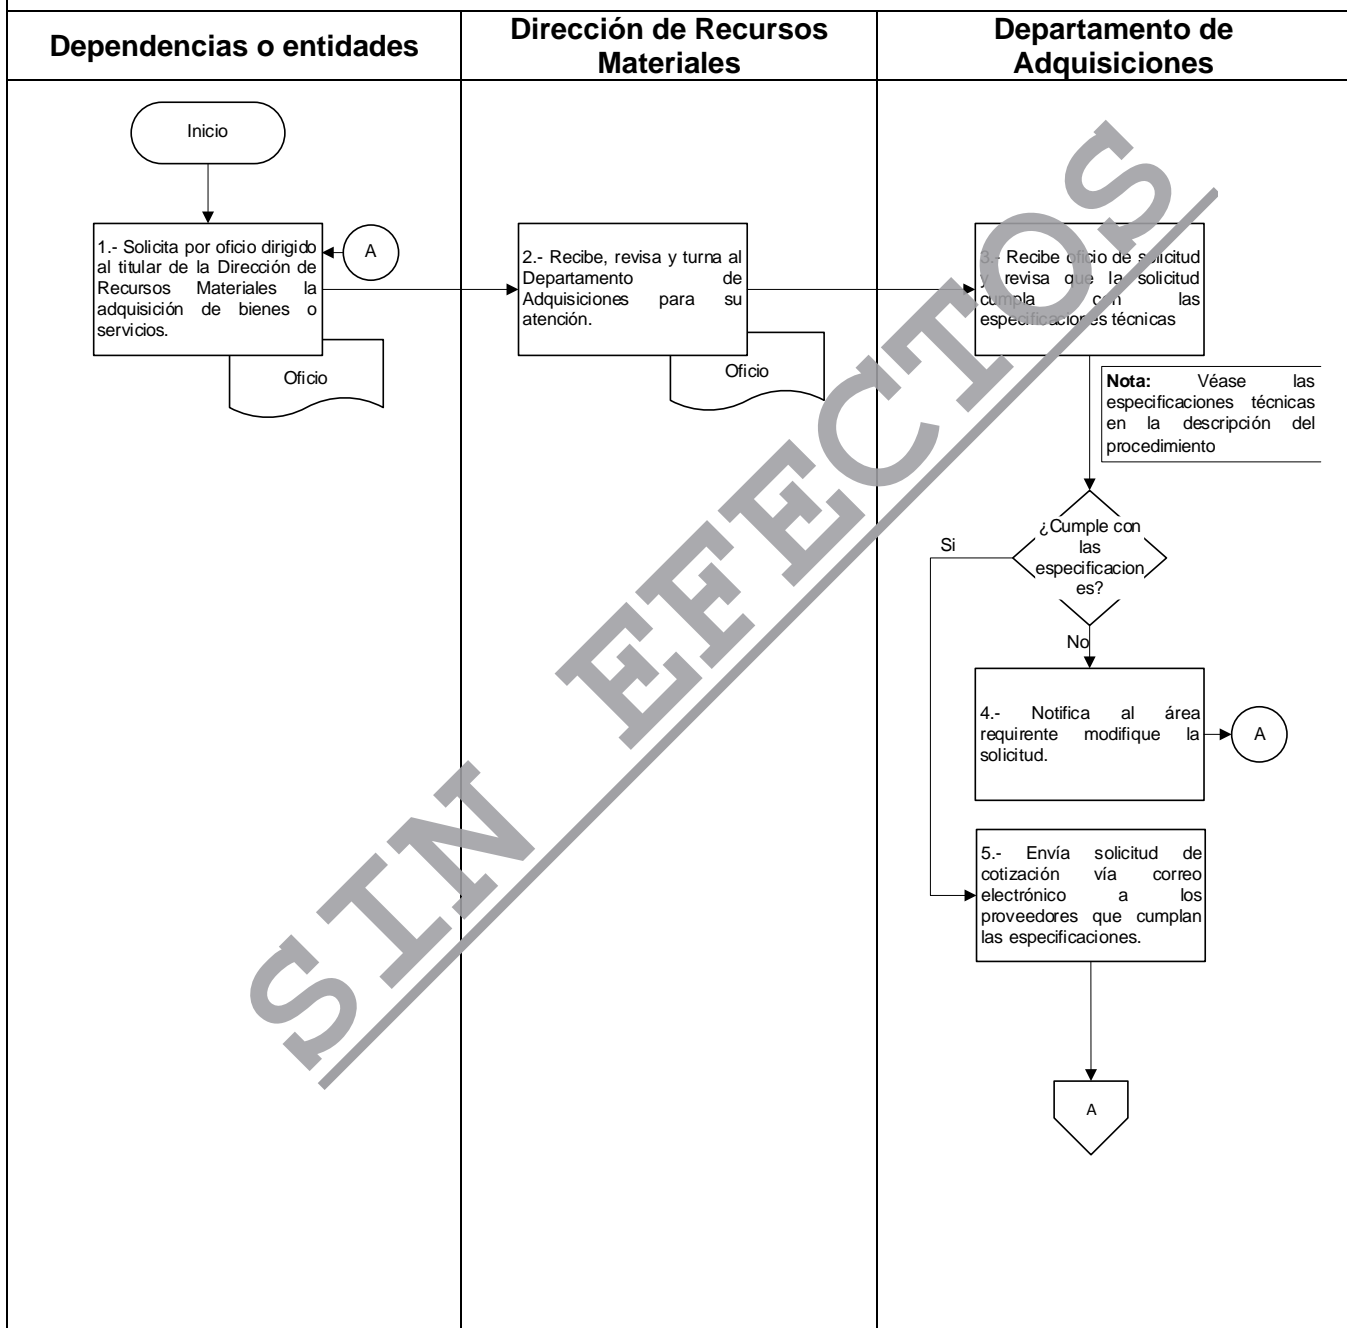 Dependencias o entidades
Dirección de Recursos
Materiales
Departamento de
Adquisiciones
Inicio
1.- Solicita por oficio dirigido
al titular de la Dirección de
Recursos Materiales la
adquisición de bienes o
servicios.
A
Oficio
2.- Recibe, revisa y turna al
Departamento de
Adquisiciones para su
atención.
Oficio
3.- Recibe oficio de solicitud
y revisa que la solicitud
cumpla con las
especificaciones técnicas
Nota: Véase las
especificaciones técnicas
en la descripción del
procedimiento
¿Cumple con
las
especificacion
es?
Si
No
4.- Notifica al área
requirente modifique la
solicitud.
A
5.- Envía solicitud de
cotización vía correo
electrónico a los
proveedores que cumplan
las especificaciones.
A
SIN EFECTOS